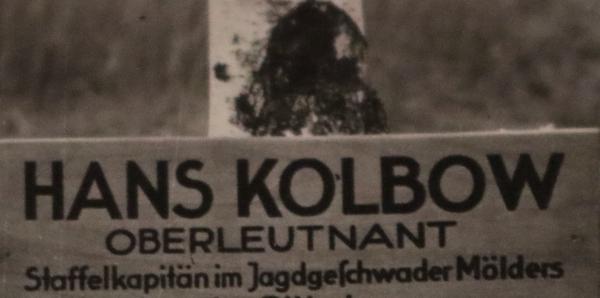 HANS KOLBOW
OBERLEUTNANT
Staffelkapitän im Jagdgeſchwader Mölders